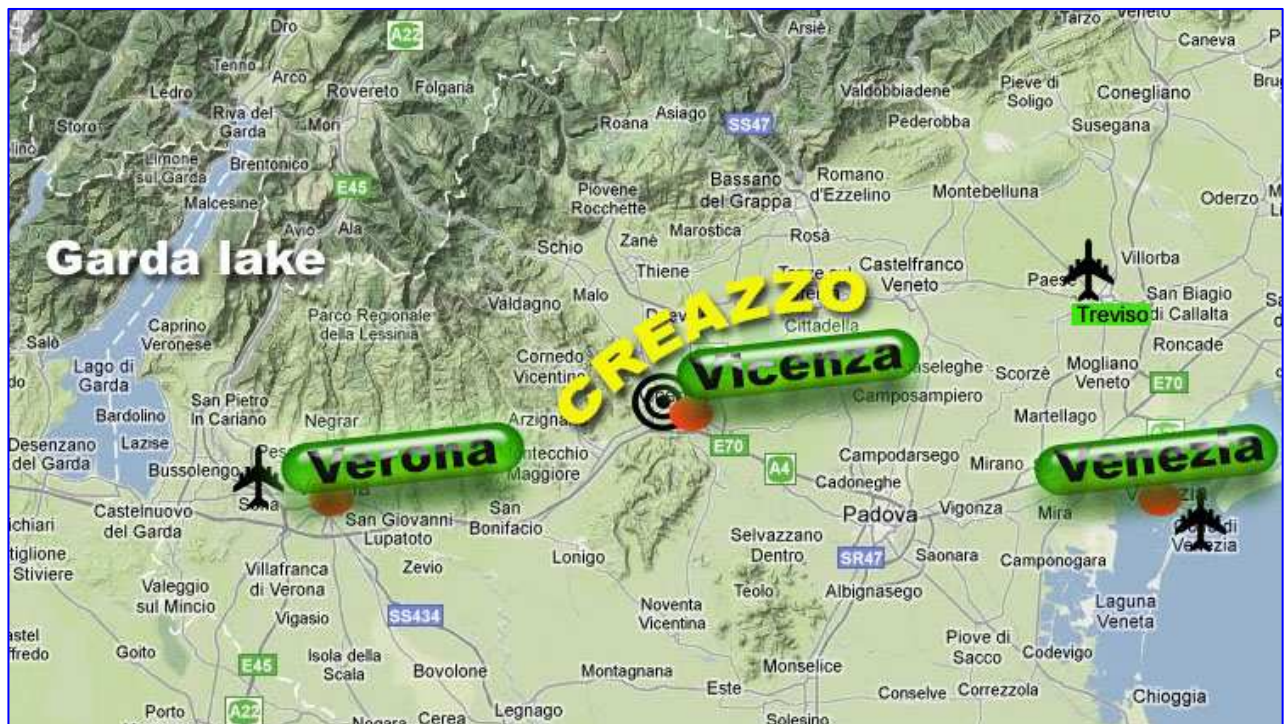 Dro
A22
Arsiè
Tarzo
Veneto
Caneva
Tenno
Arco
Rovereto
Folgaria
Ledro
Riva del
Garda
Mori
Storo
Limone
sul Garda
Brentonico
Malcesine
E45
Avio
Ala
Roana
Asiago
SS47
Valdobbiadene
Pederobba
Pieve di
Soligo
Conegliano
Susegana
Piovene
Rocchette
Bassano
del Grappa
Romano
d'Ezzelino
Montebelluna
Oderzo
Garda lake
Schio
Zanè
Marostica
Rosà
Thiene
Castelfranco
Veneto
Paese
Villorba
Treviso
San Biagio
di Callalta
Valdagno
Malo
CREAZZO
Cittadella
Parco Regionale
della Lessinia
Caprino
Veronese
Salò
Lago di
Garda
Cornedo
Vicentino
Vicenza
Camposampiero
Scorzè
Mogliano
Veneto
Roncade
E70
San Pietro
In Cariano
Negrar
Bardolino
Lazise
Desenzano
del Garda
Bussolengo
Verona
Maggiore
E70
A4
Campodarsego
Cadoneghe
Martellago
Mirano
Venezia
Castelnuovo
del Garda
San Giovanni
Lupatoto
San
Bonifacio
Padova
Vigonza
Mira
Venezia
Selvazzano
Dentro
SR47
Saonara
Camponogara
Lonigo
Zevio
Villafranca
di Verona
Valeggio
sul Mincio
Vigasio
SS434
Teolo
Albignasego
Noventa
Vicentina
Laguna
Veneta
Piove di
Sacco
Codevigo
Goito
E45
Isola della
Scala
Bovolone
Montagnana
Monselice
Este
Conselve
Correzzola
Chioggia
Porto
A22
Nogara
Cerea
Legnago
Solesino